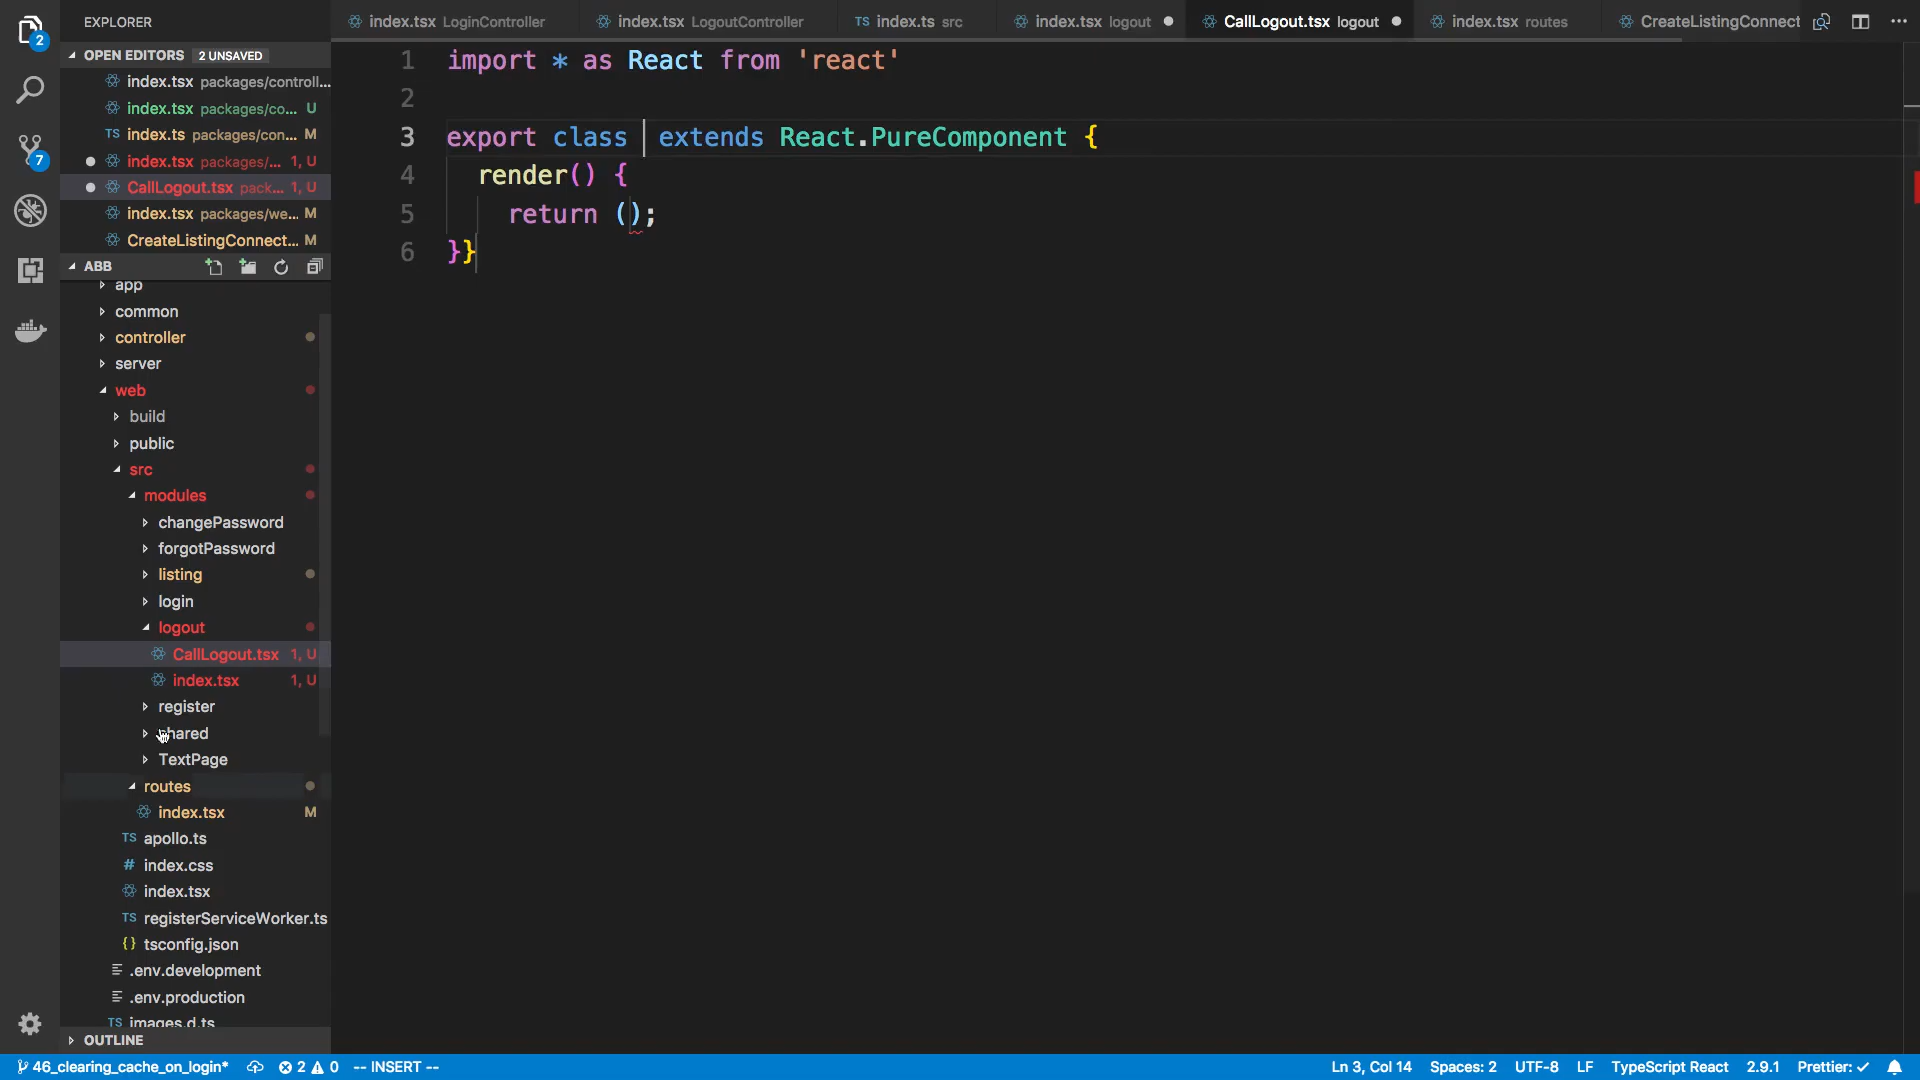 EXPLORER
index.tsx LoginController
index.tsx LogoutController
TS index.ts src
index.tsx logout
CallLogout.tsx logout
index.tsx routes
CreateListingConnect
2
7
OPEN EDITORS 2 UNSAVED
index.tsx packages/controll...
index.tsx packages/co... U
TS index.ts packages/con... M
index.tsx packages/... 1, U
CallLogout.tsx pack... 1, U
index.tsx packages/we... M
CreateListingConnect... M
ABB
app
common
controller
server
web
build
public
src
modules
changePassword
forgotPassword
listing
login
logout
CallLogout.tsx 1, U
index.tsx 1, U
register
shared
TextPage
routes
index.tsx M
TS apollo.ts
# index.css
index.tsx
TS registerServiceWorker.ts
{} tsconfig.json
.env.development
.env.production
TS images.d.ts
OUTLINE
1 import * as React from 'react'
2
3 export class extends React.PureComponent {
4 render() {
5 return ();
6 }}
46_clearing_cache_on_login* 2 0 -- INSERT -- Ln 3, Col 14 Spaces: 2 UTF-8 LF TypeScript React 2.9.1 Prettier: ✓